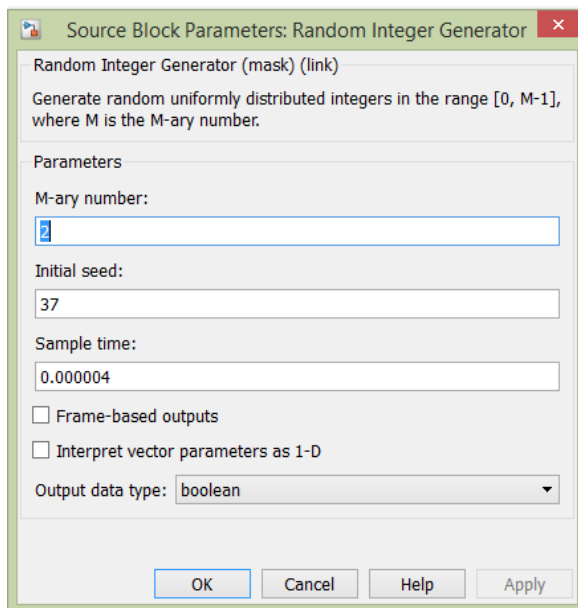 Source Block Parameters: Random Integer Generator
Random Integer Generator (mask) (link)
Generate random uniformly distributed integers in the range [0, M-1],
where M is the M-ary number.
Parameters
M-ary number:
2
Initial seed:
37
Sample time:
0.000004
Frame-based outputs
Interpret vector parameters as 1-D
Output data type: boolean
OK Cancel Help Apply